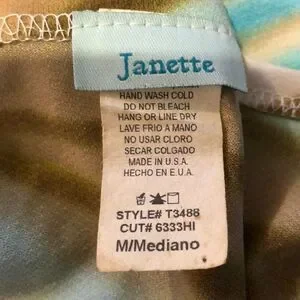 Janette
HAND WASH COLD
DO NOT BLEACH
HANG OR LINE DRY
LAVE FRIO A MANO
NO USAR CLORO
SECAR COLGADO
MADE IN U.S.A.
HECHO EN E.U.A.
STYLE# T3488
CUT# 6333HI
M/Mediano